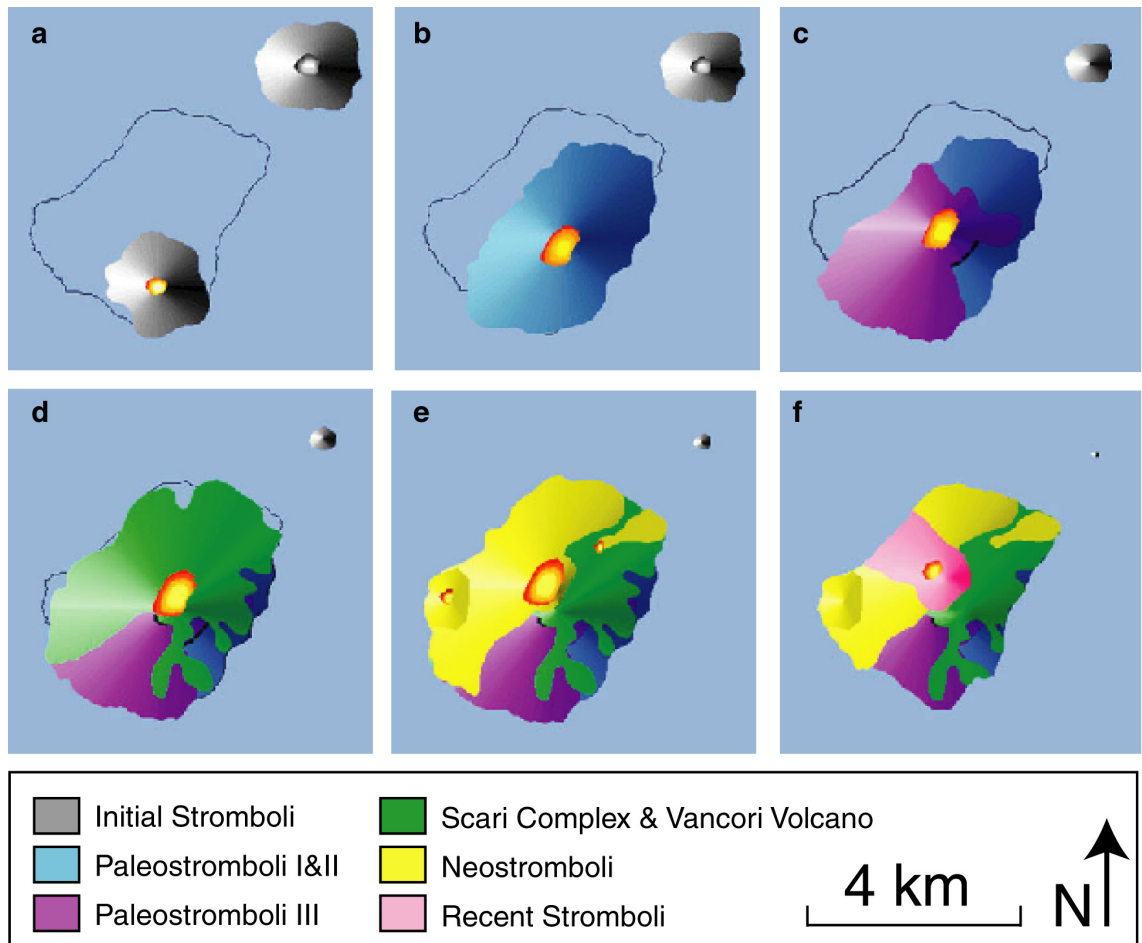 a
b
c
d
e
f
Initial Stromboli
Paleostromboli I&II
Paleostromboli III
Scari Complex & Vancori Volcano
Neostromboli
Recent Stromboli
4 km
N